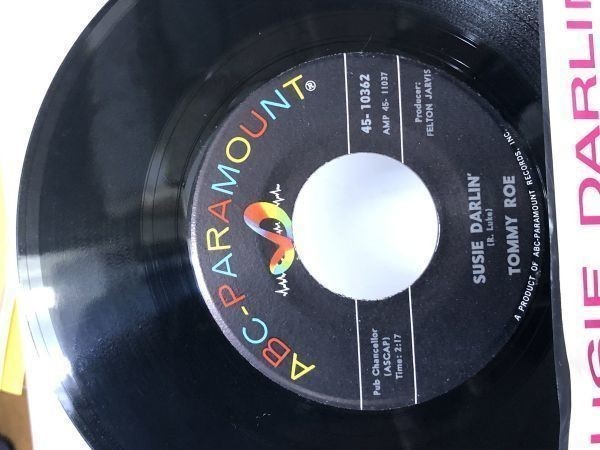 ABC-PARAMOUNT®
Pub Chancellor
(ASCAP)
Time: 2:17
45- 10362
AMP 45- 11037
Producer:
FELTON JARVIS
SUSIE DARLIN'
(R. Luke)
TOMMY ROE
A PRODUCT OF ABC-PARAMOUNT RECORDS, INC.
SIE DARLIN